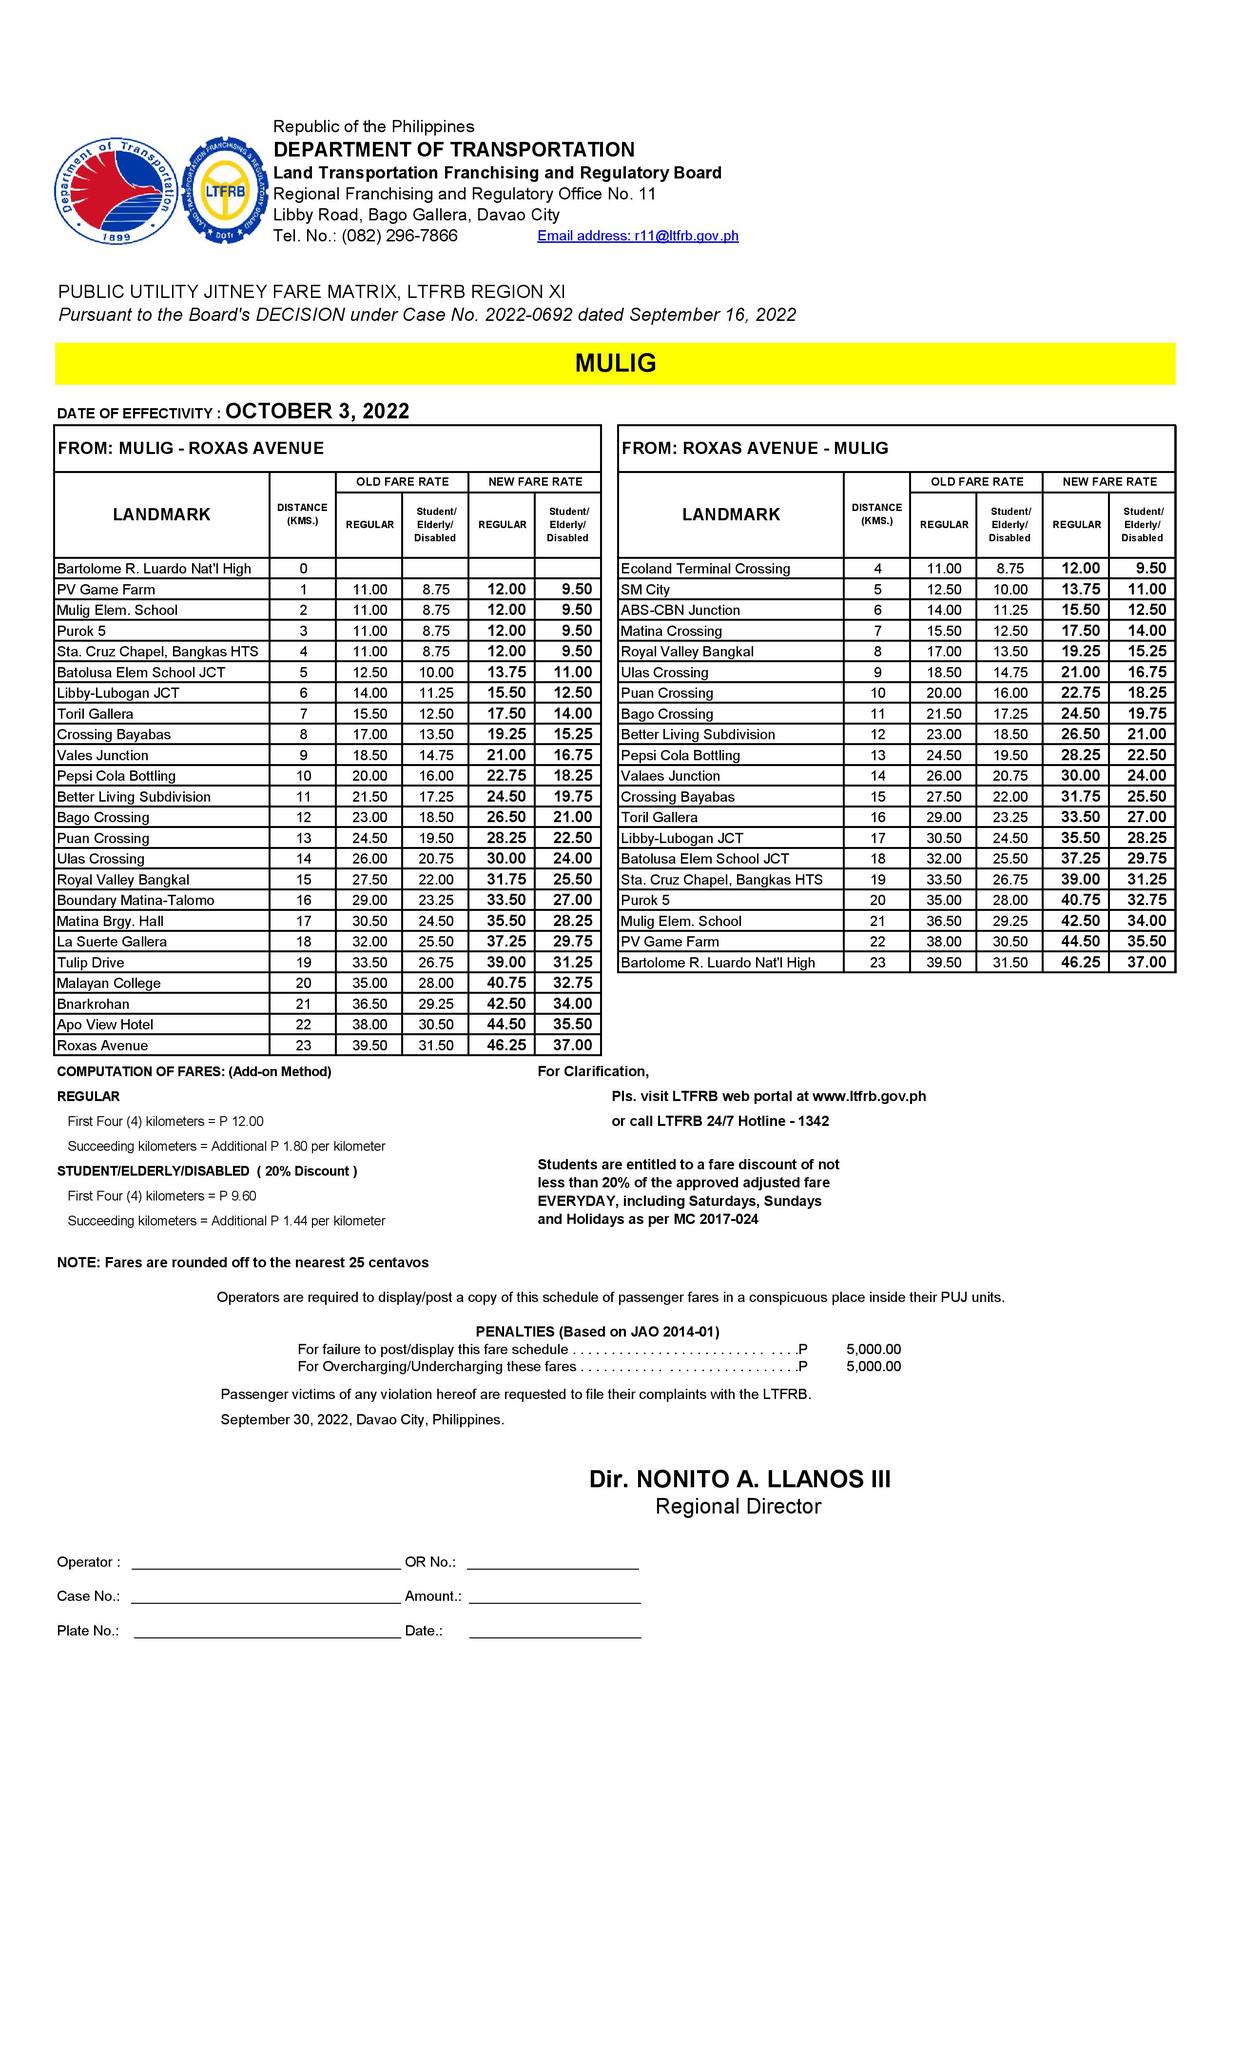 Republic of the Philippines
DEPARTMENT OF TRANSPORTATION
Land Transportation Franchising and Regulatory Board
Regional Franchising and Regulatory Office No. 11
Libby Road, Bago Gallera, Davao City
Tel. No.: (082) 296-7866 Email address: r11@ltfrb.gov.ph
Department of Transportation
1899
LAND TRANSPORTATION FRANCHISING & REGULATORY BOARD
LTFRB
DOTr
PUBLIC UTILITY JITNEY FARE MATRIX, LTFRB REGION XI
Pursuant to the Board's DECISION under Case No. 2022-0692 dated September 16, 2022
MULIG
DATE OF EFFECTIVITY : OCTOBER 3, 2022
FROM: MULIG - ROXAS AVENUE
LANDMARK DISTANCE (KMS.) OLD FARE RATE NEW FARE RATE
REGULAR Student/ Elderly/ Disabled REGULAR Student/ Elderly/ Disabled
Bartolome R. Luardo Nat'l High 0
PV Game Farm 1 11.00 8.75 12.00 9.50
Mulig Elem. School 2 11.00 8.75 12.00 9.50
Purok 5 3 11.00 8.75 12.00 9.50
Sta. Cruz Chapel, Bangkas HTS 4 11.00 8.75 12.00 9.50
Batolusa Elem School JCT 5 12.50 10.00 13.75 11.00
Libby-Lubogan JCT 6 14.00 11.25 15.50 12.50
Toril Gallera 7 15.50 12.50 17.50 14.00
Crossing Bayabas 8 17.00 13.50 19.25 15.25
Vales Junction 9 18.50 14.75 21.00 16.75
Pepsi Cola Bottling 10 20.00 16.00 22.75 18.25
Better Living Subdivision 11 21.50 17.25 24.50 19.75
Bago Crossing 12 23.00 18.50 26.50 21.00
Puan Crossing 13 24.50 19.50 28.25 22.50
Ulas Crossing 14 26.00 20.75 30.00 24.00
Royal Valley Bangkal 15 27.50 22.00 31.75 25.50
Boundary Matina-Talomo 16 29.00 23.25 33.50 27.00
Matina Brgy. Hall 17 30.50 24.50 35.50 28.25
La Suerte Gallera 18 32.00 25.50 37.25 29.75
Tulip Drive 19 33.50 26.75 39.00 31.25
Malayan College 20 35.00 28.00 40.75 32.75
Bnarkrohan 21 36.50 29.25 42.50 34.00
Apo View Hotel 22 38.00 30.50 44.50 35.50
Roxas Avenue 23 39.50 31.50 46.25 37.00
FROM: ROXAS AVENUE - MULIG
LANDMARK DISTANCE (KMS.) OLD FARE RATE NEW FARE RATE
REGULAR Student/ Elderly/ Disabled REGULAR Student/ Elderly/ Disabled
Ecoland Terminal Crossing 4 11.00 8.75 12.00 9.50
SM City 5 12.50 10.00 13.75 11.00
ABS-CBN Junction 6 14.00 11.25 15.50 12.50
Matina Crossing 7 15.50 12.50 17.50 14.00
Royal Valley Bangkal 8 17.00 13.50 19.25 15.25
Ulas Crossing 9 18.50 14.75 21.00 16.75
Puan Crossing 10 20.00 16.00 22.75 18.25
Bago Crossing 11 21.50 17.25 24.50 19.75
Better Living Subdivision 12 23.00 18.50 26.50 21.00
Pepsi Cola Bottling 13 24.50 19.50 28.25 22.50
Valaes Junction 14 26.00 20.75 30.00 24.00
Crossing Bayabas 15 27.50 22.00 31.75 25.50
Toril Gallera 16 29.00 23.25 33.50 27.00
Libby-Lubogan JCT 17 30.50 24.50 35.50 28.25
Batolusa Elem School JCT 18 32.00 25.50 37.25 29.75
Sta. Cruz Chapel, Bangkas HTS 19 33.50 26.75 39.00 31.25
Purok 5 20 35.00 28.00 40.75 32.75
Mulig Elem. School 21 36.50 29.25 42.50 34.00
PV Game Farm 22 38.00 30.50 44.50 35.50
Bartolome R. Luardo Nat'l High 23 39.50 31.50 46.25 37.00
COMPUTATION OF FARES: (Add-on Method)
REGULAR
First Four (4) kilometers = P 12.00
Succeeding kilometers = Additional P 1.80 per kilometer
STUDENT/ELDERLY/DISABLED ( 20% Discount )
First Four (4) kilometers = P 9.60
Succeeding kilometers = Additional P 1.44 per kilometer
For Clarification,
Pls. visit LTFRB web portal at www.ltfrb.gov.ph
or call LTFRB 24/7 Hotline - 1342
Students are entitled to a fare discount of not
less than 20% of the approved adjusted fare
EVERYDAY, including Saturdays, Sundays
and Holidays as per MC 2017-024
NOTE: Fares are rounded off to the nearest 25 centavos
Operators are required to display/post a copy of this schedule of passenger fares in a conspicuous place inside their PUJ units.
PENALTIES (Based on JAO 2014-01)
For failure to post/display this fare schedule . . . . . . . . . . . . . . . . . . . . . . . . . . . . .P 5,000.00
For Overcharging/Undercharging these fares . . . . . . . . . . . . . . . . . . . . . . . . . . . .P 5,000.00
Passenger victims of any violation hereof are requested to file their complaints with the LTFRB.
September 30, 2022, Davao City, Philippines.
Dir. NONITO A. LLANOS III
Regional Director
Operator : OR No.:
Case No.: Amount.:
Plate No.: Date.: